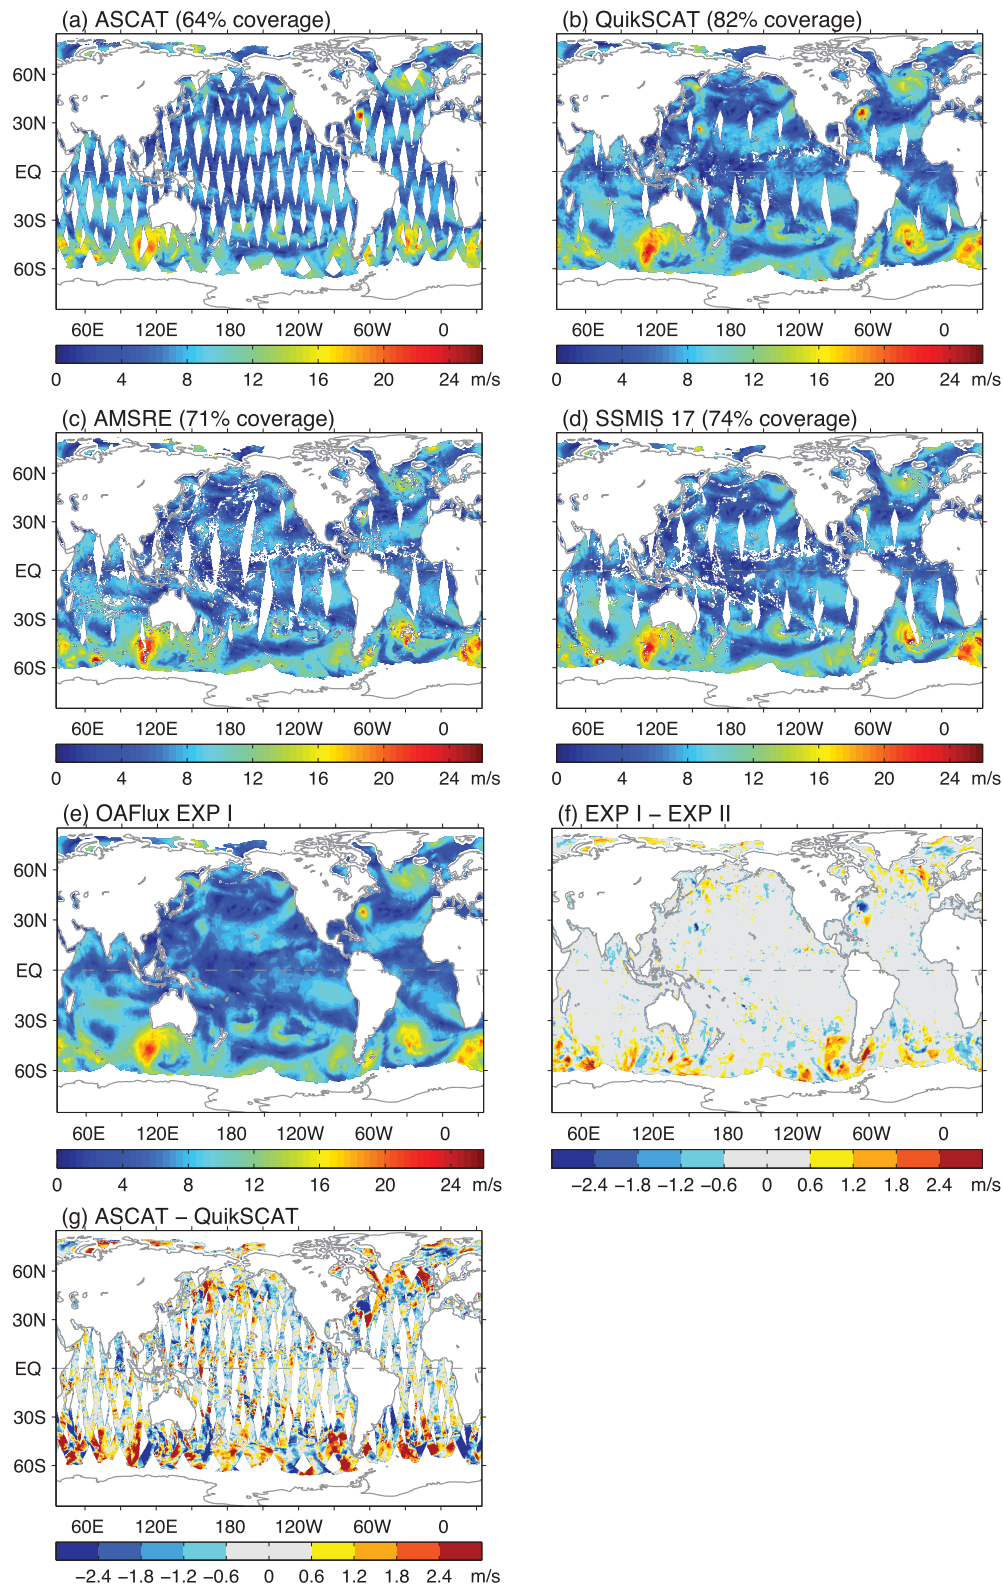 (a) ASCAT (64% coverage)
(b) QuikSCAT (82% coverage)
60N
30N
EQ
30S
60S
60E 120E 180 120W 60W 0
60E 120E 180 120W 60W 0
0 4 8 12 16 20 24 m/s
0 4 8 12 16 20 24 m/s
(c) AMSRE (71% coverage)
(d) SSMIS 17 (74% coverage)
60N
30N
EQ
30S
60S
60E 120E 180 120W 60W 0
60E 120E 180 120W 60W 0
0 4 8 12 16 20 24 m/s
0 4 8 12 16 20 24 m/s
(e) OAFlux EXP I
(f) EXP I − EXP II
60N
30N
EQ
30S
60S
60E 120E 180 120W 60W 0
60E 120E 180 120W 60W 0
0 4 8 12 16 20 24 m/s
−2.4 −1.8 −1.2 −0.6 0 0.6 1.2 1.8 2.4 m/s
(g) ASCAT − QuikSCAT
60N
30N
EQ
30S
60S
60E 120E 180 120W 60W 0
−2.4 −1.8 −1.2 −0.6 0 0.6 1.2 1.8 2.4 m/s